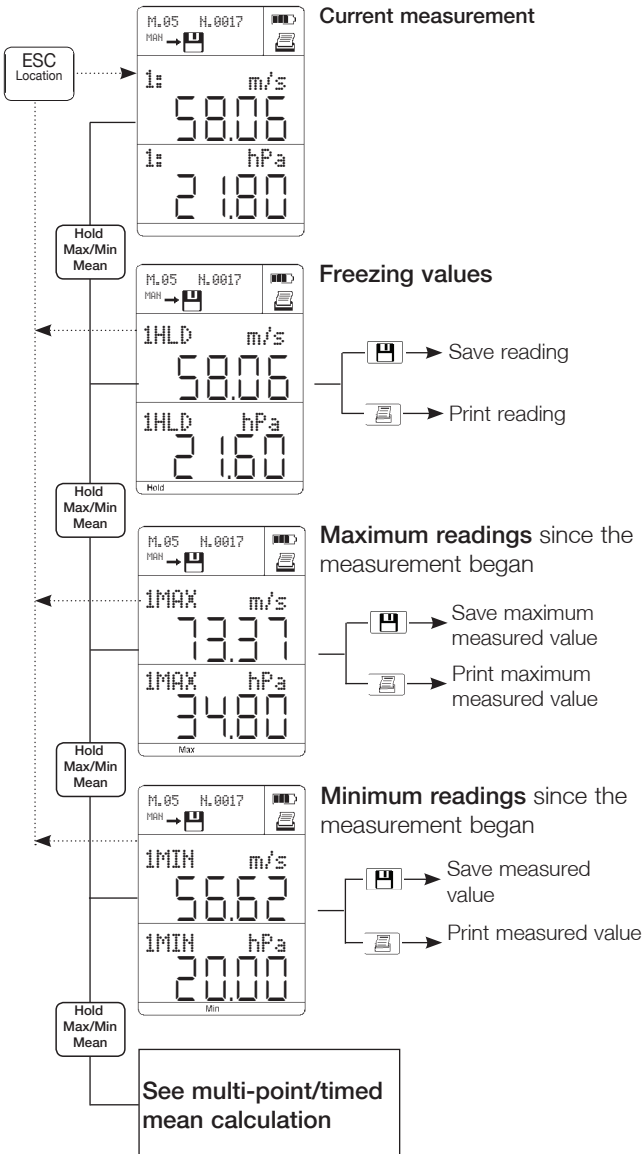 M.05 N.0017
MAN
Current measurement
ESC
Location
1: m/s
58.06
1: hPa
21.80
Hold
Max/Min
Mean
M.05 N.0017
MAN
Freezing values
1HLD m/s
58.06
1HLD hPa
21.60
Hold
Save reading
Print reading
Hold
Max/Min
Mean
M.05 N.0017
MAN
Maximum readings since the
measurement began
1MAX m/s
73.37
1MAX hPa
34.80
Max
Save maximum
measured value
Print maximum
measured value
Hold
Max/Min
Mean
M.05 N.0017
MAN
Minimum readings since the
measurement began
1MIN m/s
56.62
1MIN hPa
20.00
Min
Save measured
value
Print measured value
Hold
Max/Min
Mean
See multi-point/timed
mean calculation